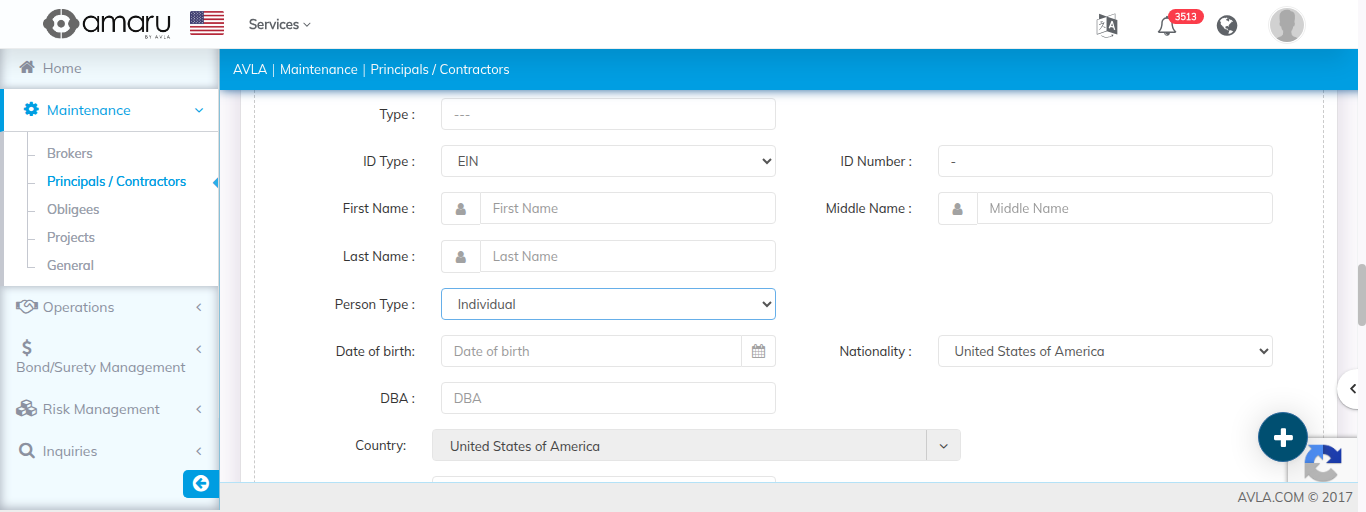 amaru
BY AVLA
Services
3513
Home
AVLA | Maintenance | Principals / Contractors
Maintenance
Brokers
Principals / Contractors
Obligees
Projects
General
Operations
Bond/Surety Management
Risk Management
Inquiries
Type :
---
ID Type :
EIN
ID Number :
-
First Name :
First Name
Middle Name :
Middle Name
Last Name :
Last Name
Person Type :
Individual
Date of birth:
Date of birth
Nationality :
United States of America
DBA :
DBA
Country:
United States of America
AVLA.COM © 2017